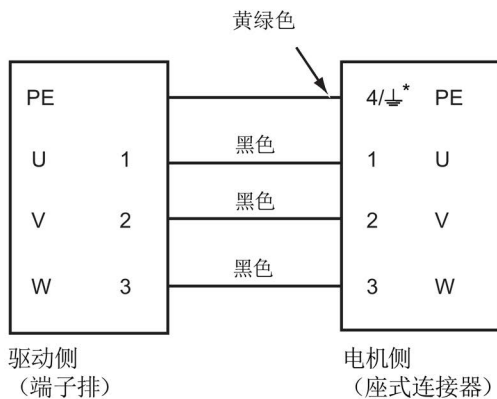 黄绿色
PE 4/⏚* PE
黑色
U 1 1 U
黑色
V 2 2 V
黑色
W 3 3 W
驱动侧
（端子排）
电机侧
（座式连接器）